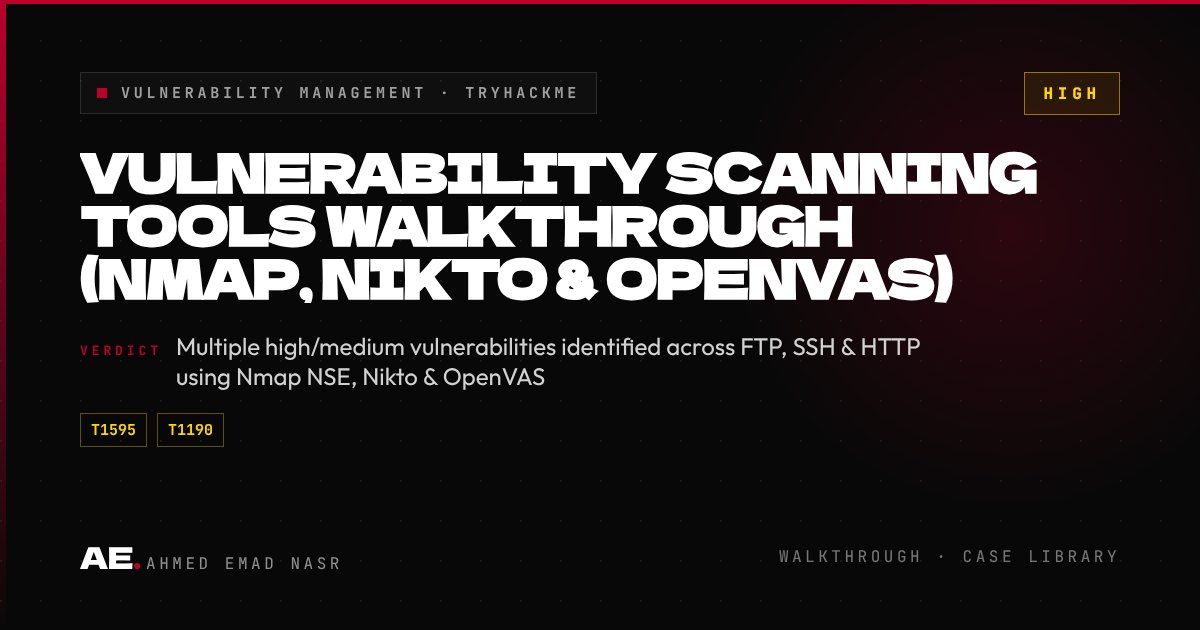 VULNERABILITY MANAGEMENT · TRYHACKME
HIGH
VULNERABILITY SCANNING
TOOLS WALKTHROUGH
(NMAP, NIKTO & OPENVAS)
VERDICT
Multiple high/medium vulnerabilities identified across FTP, SSH & HTTP
using Nmap NSE, Nikto & OpenVAS
T1595
T1190
AE.
AHMED EMAD NASR
WALKTHROUGH · CASE LIBRARY